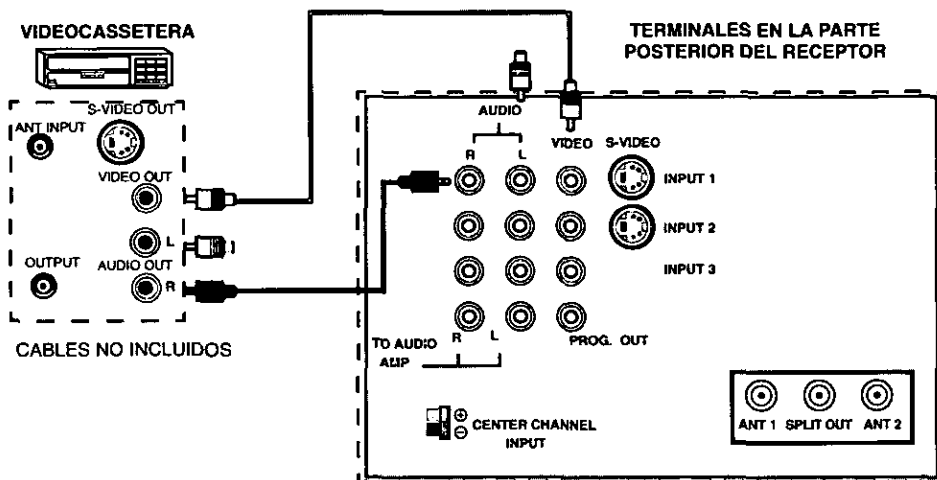 VIDEOCASSETERA
TERMINALES EN LA PARTE
POSTERIOR DEL RECEPTOR
S-VIDEO OUT
ANT INPUT
VIDEO OUT
L
OUTPUT
AUDIO OUT
R
CABLES NO INCLUIDOS
AUDIO
R L
VIDEO S-VIDEO
INPUT 1
INPUT 2
INPUT 3
R L
TO AUDIO
AMP
PROG. OUT
+
−
CENTER CHANNEL
INPUT
ANT 1 SPLIT OUT ANT 2